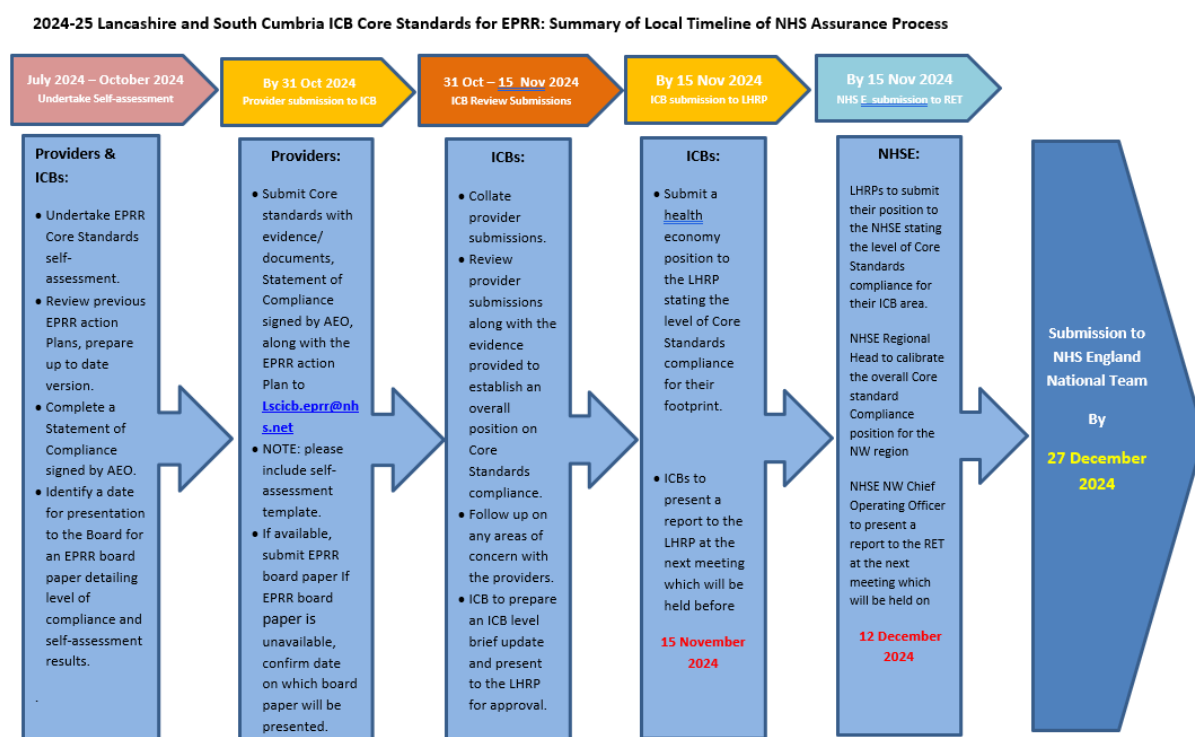 2024-25 Lancashire and South Cumbria ICB Core Standards for EPRR: Summary of Local Timeline of NHS Assurance Process
July 2024 – October 2024
Undertake Self-assessment
By 31 Oct 2024
Provider submission to ICB
31 Oct – 15 Nov 2024
ICB Review Submissions
By 15 Nov 2024
ICB submission to LHRP
By 15 Nov 2024
NHS E submission to RET
Providers &
ICBs:
• Undertake EPRR
Core Standards
self-
assessment.
• Review previous
EPRR action
Plans, prepare
up to date
version.
• Complete a
Statement of
Compliance
signed by AEO.
• Identify a date
for presentation
to the Board for
an EPRR board
paper detailing
level of
compliance and
self-assessment
results.
.
Providers:
• Submit Core
standards with
evidence/
documents,
Statement of
Compliance
signed by AEO,
along with the
EPRR action
Plan to
Lscicb.eprr@nh
s.net
• NOTE: please
include self-
assessment
template.
• If available,
submit EPRR
board paper If
EPRR board
paper is
unavailable,
confirm date
on which board
paper will be
presented.
ICBs:
• Collate
provider
submissions.
• Review
provider
submissions
along with the
evidence
provided to
establish an
overall
position on
Core
Standards
compliance.
• Follow up on
any areas of
concern with
the providers.
• ICB to prepare
an ICB level
brief update
and present
to the LHRP
for approval.
ICBs:
• Submit a
health
economy
position to
the LHRP
stating the
level of Core
Standards
compliance
for their
footprint.
• ICBs to
present a
report to the
LHRP at the
next meeting
which will be
held before
15 November
2024
NHSE:
LHRPs to submit
their position to
the NHSE stating
the level of Core
Standards
compliance for
their ICB area.
NHSE Regional
Head to calibrate
the overall Core
standard
Compliance
position for the
NW region
NHSE NW Chief
Operating Officer
to present a
report to the RET
at the next
meeting which
will be held on
12 December
2024
Submission to
NHS England
National Team
By
27 December
2024